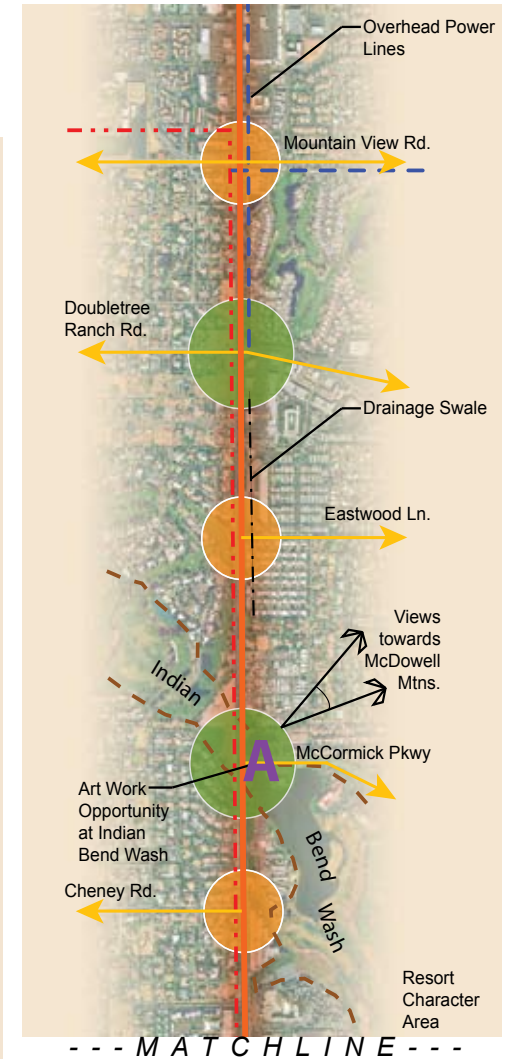 Overhead Power
Lines
Mountain View Rd.
Doubletree
Ranch Rd.
Drainage Swale
Eastwood Ln.
Views
towards
McDowell
Mtns.
Indian
A
McCormick Pkwy
Art Work
Opportunity
at Indian
Bend Wash
Bend
Cheney Rd.
Wash
Resort
Character
Area
- - - M A T C H L I N E - - -